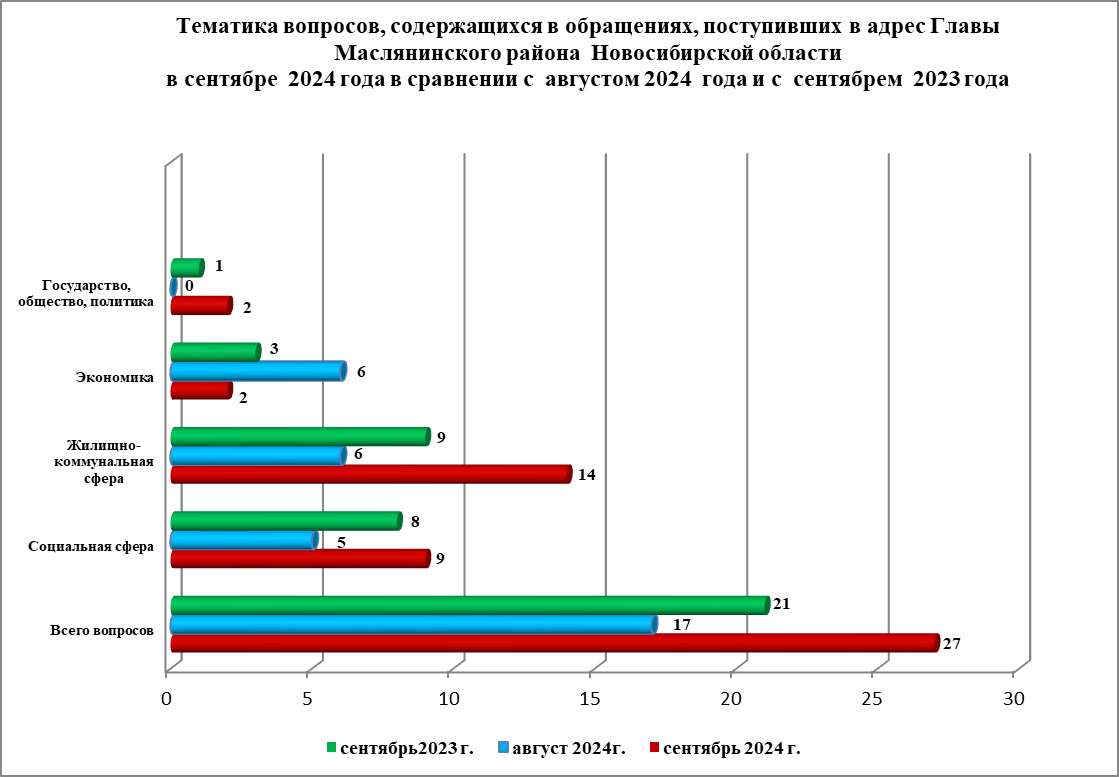 Тематика вопросов, содержащихся в обращениях, поступивших в адрес Главы
Маслянинского района Новосибирской области
в сентябре 2024 года в сравнении с августом 2024 года и с сентябрем 2023 года
Государство,
общество, политика
1
0
2
Экономика
3
6
2
Жилищно-
коммунальная
сфера
9
6
14
Социальная сфера
8
5
9
Всего вопросов
21
17
27
0 5 10 15 20 25 30
сентябрь2023 г. август 2024г. сентябрь 2024 г.